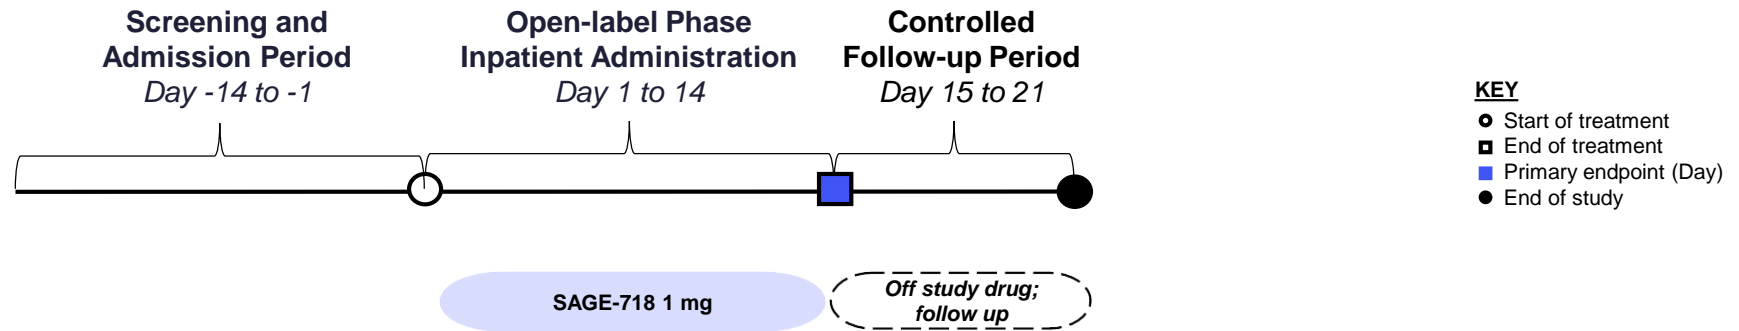 Screening and
Admission Period
Day -14 to -1
Open-label Phase
Inpatient Administration
Day 1 to 14
Controlled
Follow-up Period
Day 15 to 21
KEY
Start of treatment
End of treatment
Primary endpoint (Day)
End of study
SAGE-718 1 mg
Off study drug;
follow up